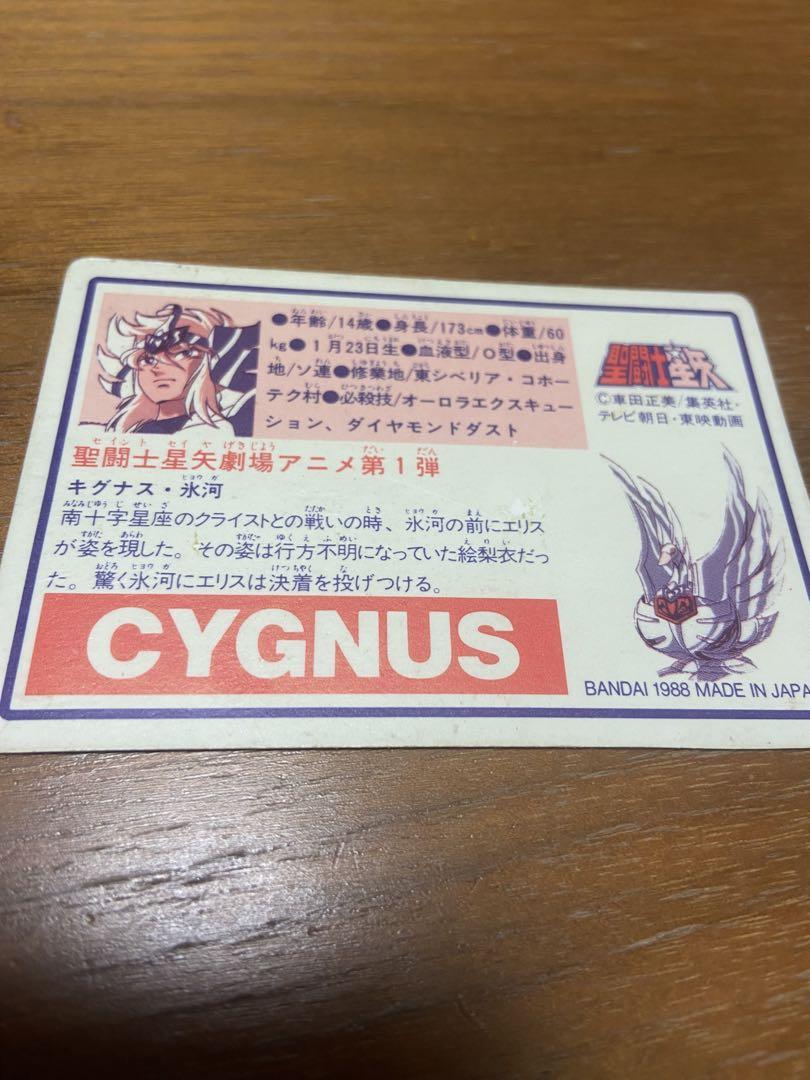 ●年齢/14歳●身長/173cm●体重/60
kg●1月23日生●血液型/O型●出身
地/ソ連●修業地/東シベリア・コホー
テク村●必殺技/オーロラエクスキュー
ション、ダイヤモンドダスト
聖闘士星矢
©車田正美/集英社・
テレビ朝日・東映動画
聖闘士星矢劇場アニメ第1弾
キグナス・氷河
南十字星座のクライストとの戦いの時、氷河の前にエリス
が姿を現した。その姿は行方不明になっていた絵梨衣だっ
た。驚く氷河にエリスは決着を投げつける。
CYGNUS
BANDAI 1988 MADE IN JAPA